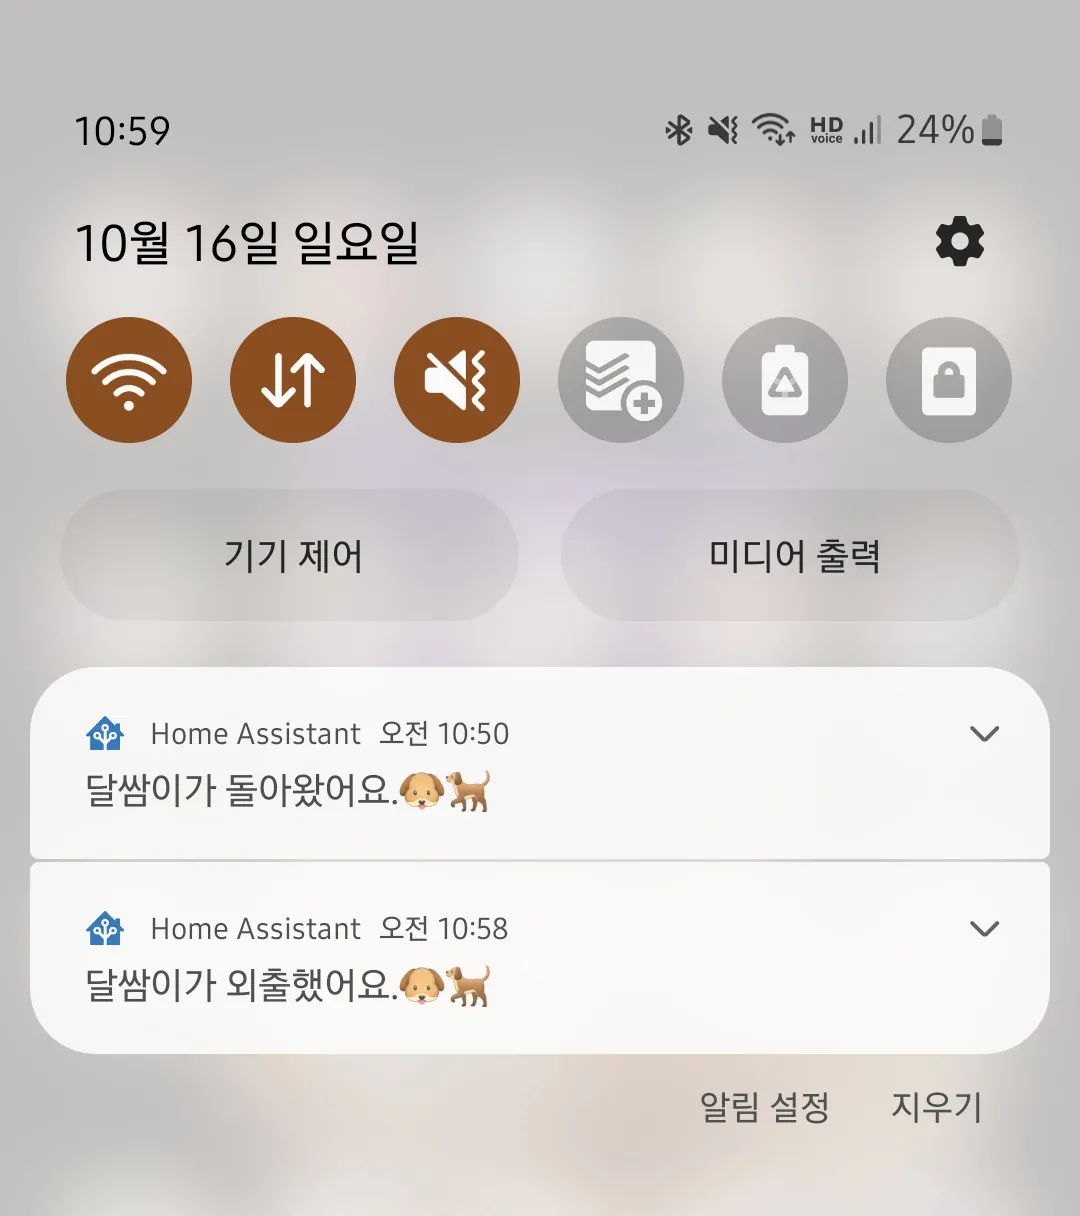 10:59 HD voice 24%
10월 16일 일요일
기기 제어 미디어 출력
Home Assistant 오전 10:50
달쌈이가 돌아왔어요.🐶🐕
Home Assistant 오전 10:58
달쌈이가 외출했어요.🐶🐕
알림 설정 지우기